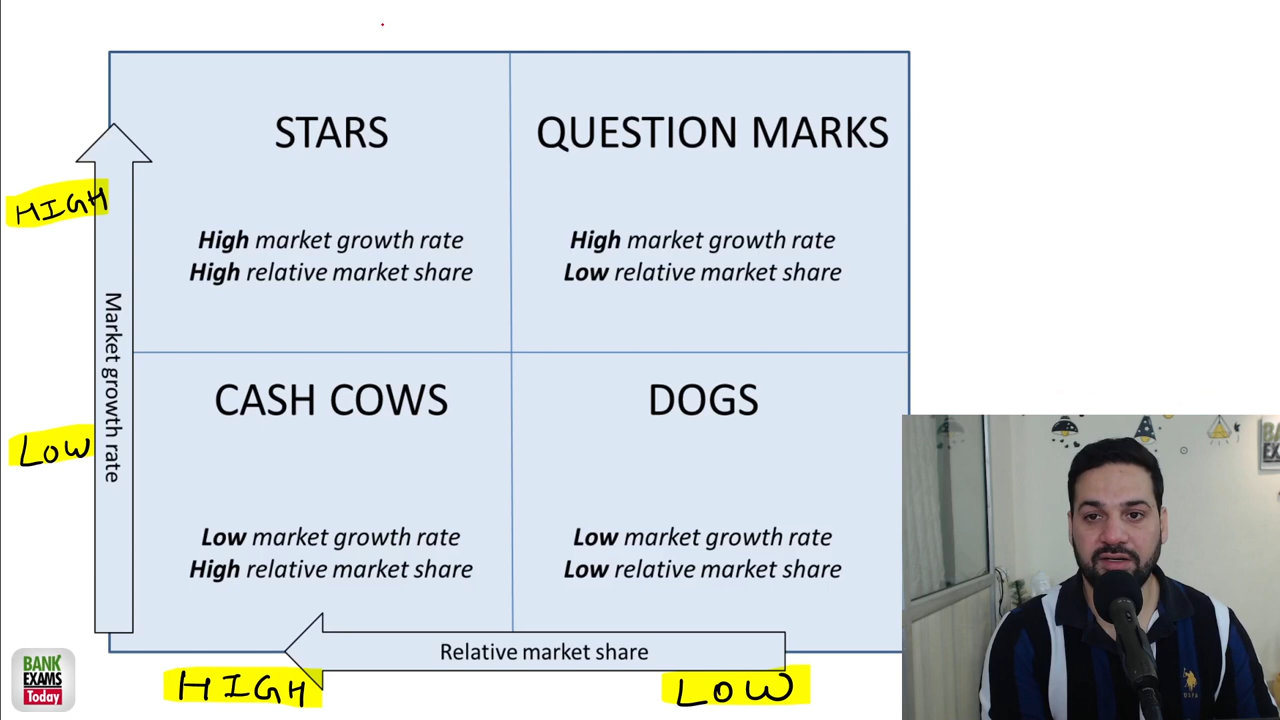 STARS
QUESTION MARKS
HIGH
High market growth rate
High relative market share
High market growth rate
Low relative market share
Market growth rate
CASH COWS
DOGS
LOW
Low market growth rate
High relative market share
Low market growth rate
Low relative market share
Relative market share
HIGH
LOW
BANK
EXAMS
Today